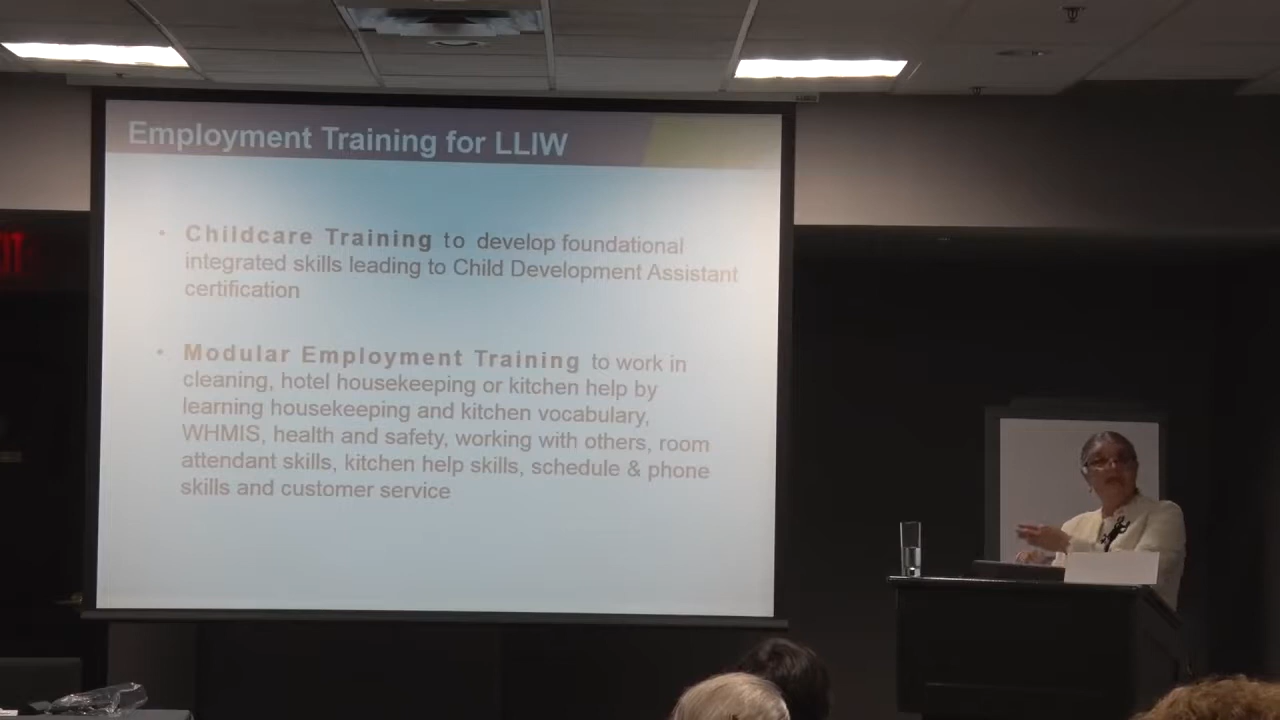 Employment Training for LLIW
• Childcare Training to develop foundational
integrated skills leading to Child Development Assistant
certification
• Modular Employment Training to work in
cleaning, hotel housekeeping or kitchen help by
learning housekeeping and kitchen vocabulary,
WHMIS, health and safety, working with others, room
attendant skills, kitchen help skills, schedule & phone
skills and customer service